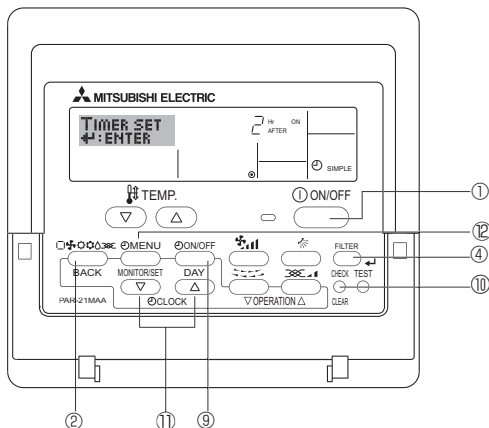 MITSUBISHI ELECTRIC
TIMER SET
↵:ENTER
2 Hr ON
AFTER
SIMPLE
TEMP.
ON/OFF
①
MENU
ON/OFF
FILTER
⑫
④
BACK
MONITOR/SET
DAY
CHECK TEST
⑩
PAR-21MAA
CLOCK
▽ OPERATION △
CLEAR
②
⑪
⑨